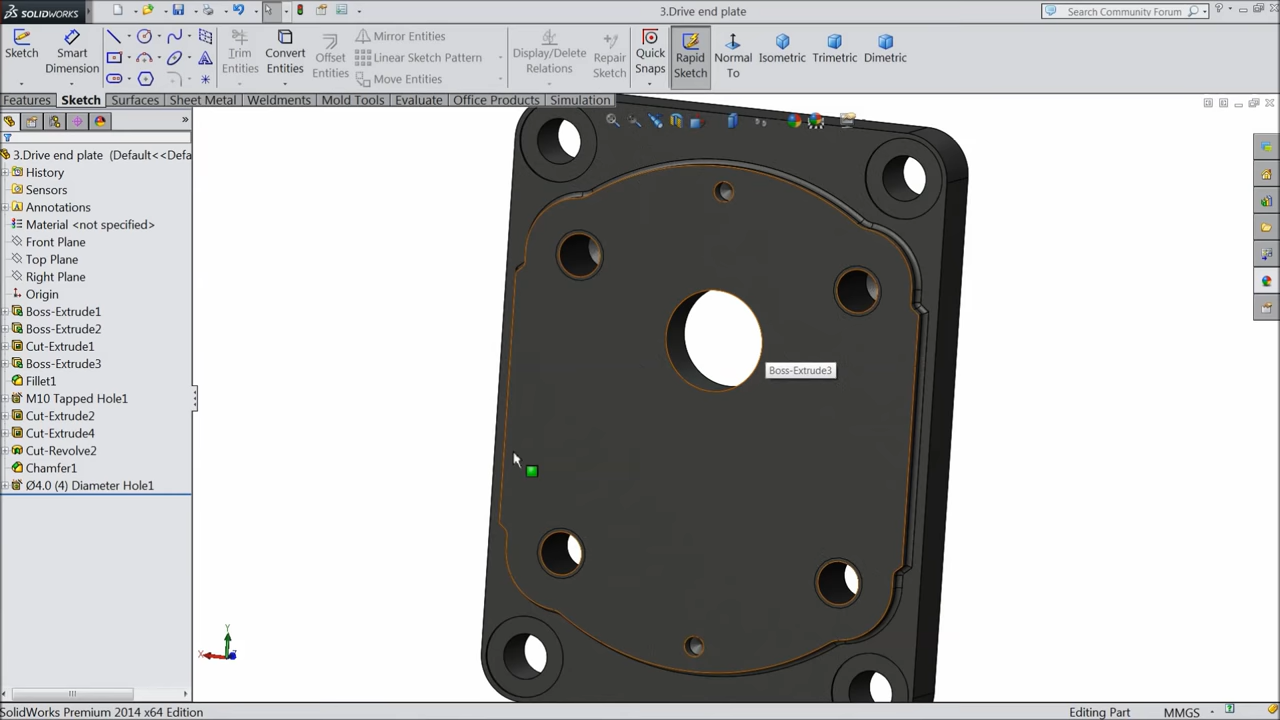 SOLIDWORKS
3.Drive end plate
Search Community Forum
Sketch
Smart Dimension
Trim Entities
Convert Entities
Offset Entities
Mirror Entities
Linear Sketch Pattern
Move Entities
Display/Delete Relations
Repair Sketch
Quick Snaps
Rapid Sketch
Normal To
Isometric
Trimetric
Dimetric
Features Sketch Surfaces Sheet Metal Weldments Mold Tools Evaluate Office Products Simulation
3.Drive end plate (Default<<Defa
History
Sensors
Annotations
Material <not specified>
Front Plane
Top Plane
Right Plane
Origin
Boss-Extrude1
Boss-Extrude2
Cut-Extrude1
Boss-Extrude3
Fillet1
M10 Tapped Hole1
Cut-Extrude2
Cut-Extrude4
Cut-Revolve2
Chamfer1
Ø4.0 (4) Diameter Hole1
Boss-Extrude3
Y
X
Z
SolidWorks Premium 2014 x64 Edition
Editing Part
MMGS